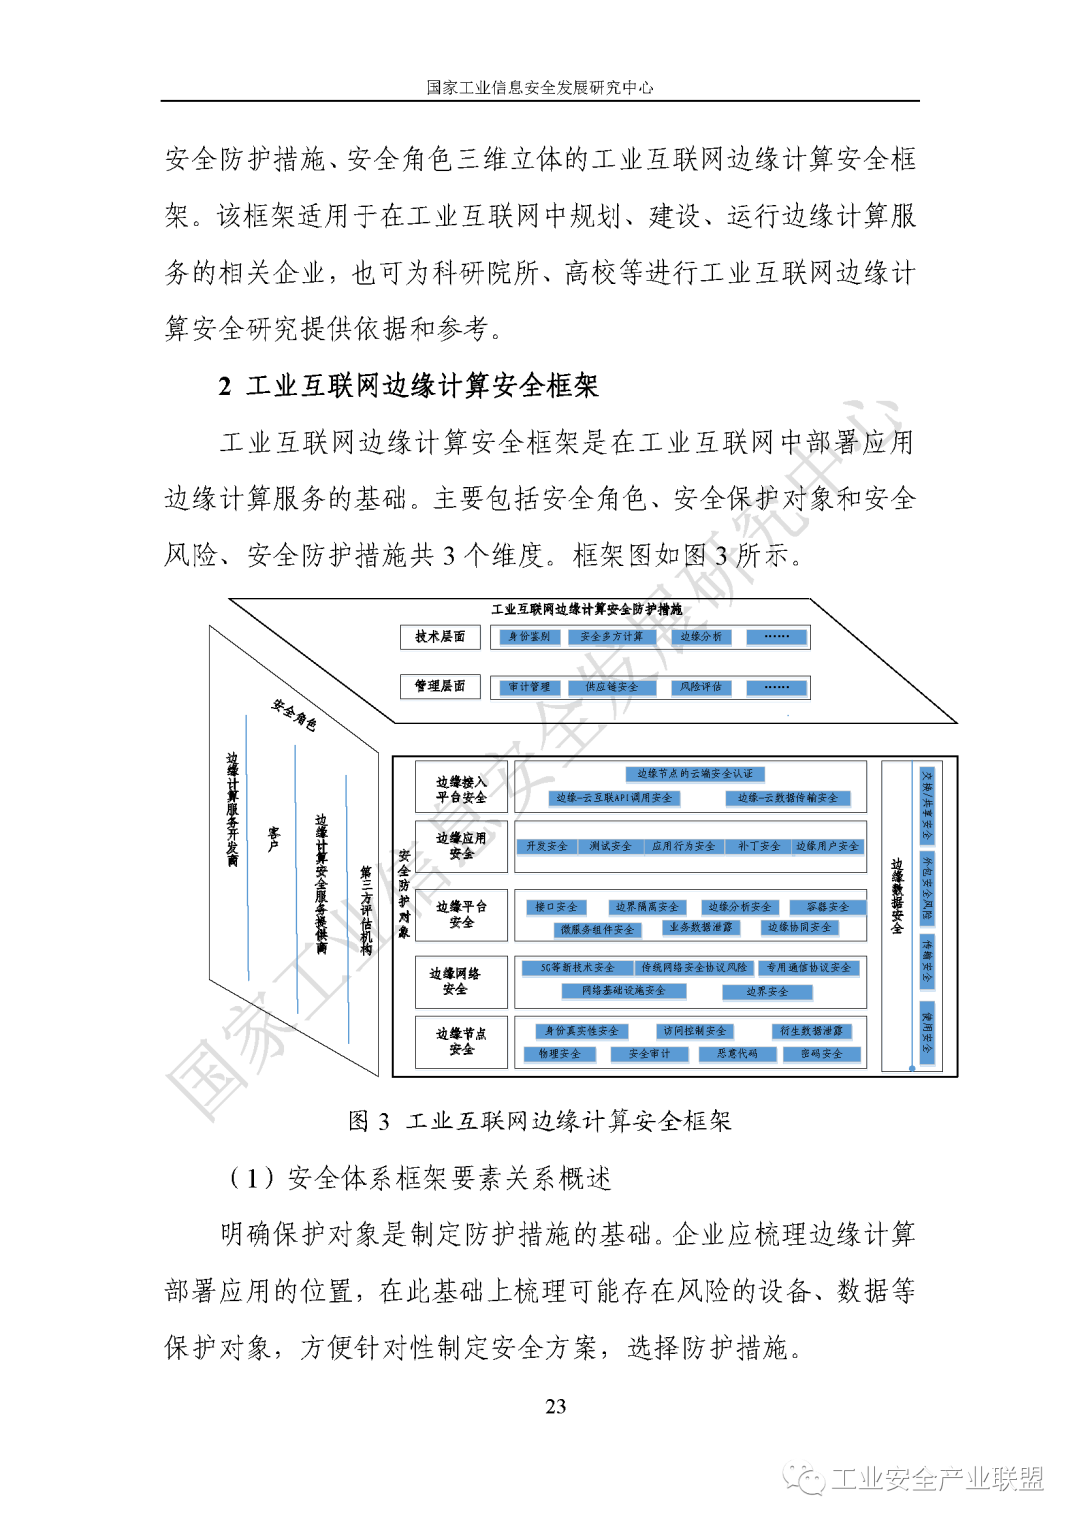 国家工业信息安全发展研究中心
安全防护措施、安全角色三维立体的工业互联网边缘计算安全框
架。该框架适用于在工业互联网中规划、建设、运行边缘计算服
务的相关企业，也可为科研院所、高校等进行工业互联网边缘计
算安全研究提供依据和参考。
2 工业互联网边缘计算安全框架
工业互联网边缘计算安全框架是在工业互联网中部署应用
边缘计算服务的基础。主要包括安全角色、安全保护对象和安全
风险、安全防护措施共 3 个维度。框架图如图 3 所示。
工业互联网边缘计算安全防护措施
技术层面 身份鉴别 安全多方计算 边缘分析 ……
管理层面 审计管理 供应链安全 风险评估 ……
安全角色
边缘计算服务开发商
客户
边缘计算安全服务提供商
第三方评估机构
安全防护对象
边缘接入
平台安全
边缘节点的云端安全认证
边缘-云互联API调用安全 边缘-云数据传输安全
边缘应用
安全
开发安全 测试安全 应用行为安全 补丁安全 边缘用户安全
边缘平台
安全
接口安全 边界隔离安全 边缘分析安全 容器安全
微服务组件安全 业务数据泄露 边缘协同安全
边缘网络
安全
5G等新技术安全 传统网络安全协议风险 专用通信协议安全
网络基础设施安全 边界安全
边缘节点
安全
身份真实性安全 访问控制安全 衍生数据泄露
物理安全 安全审计 恶意代码 密码安全
边缘数据安全
交换/共享安全
外包安全风险
传输安全
使用安全
图 3 工业互联网边缘计算安全框架
（1）安全体系框架要素关系概述
明确保护对象是制定防护措施的基础。企业应梳理边缘计算
部署应用的位置，在此基础上梳理可能存在风险的设备、数据等
保护对象，方便针对性制定安全方案，选择防护措施。
23
国家工业信息安全发展研究中心
工业安全产业联盟